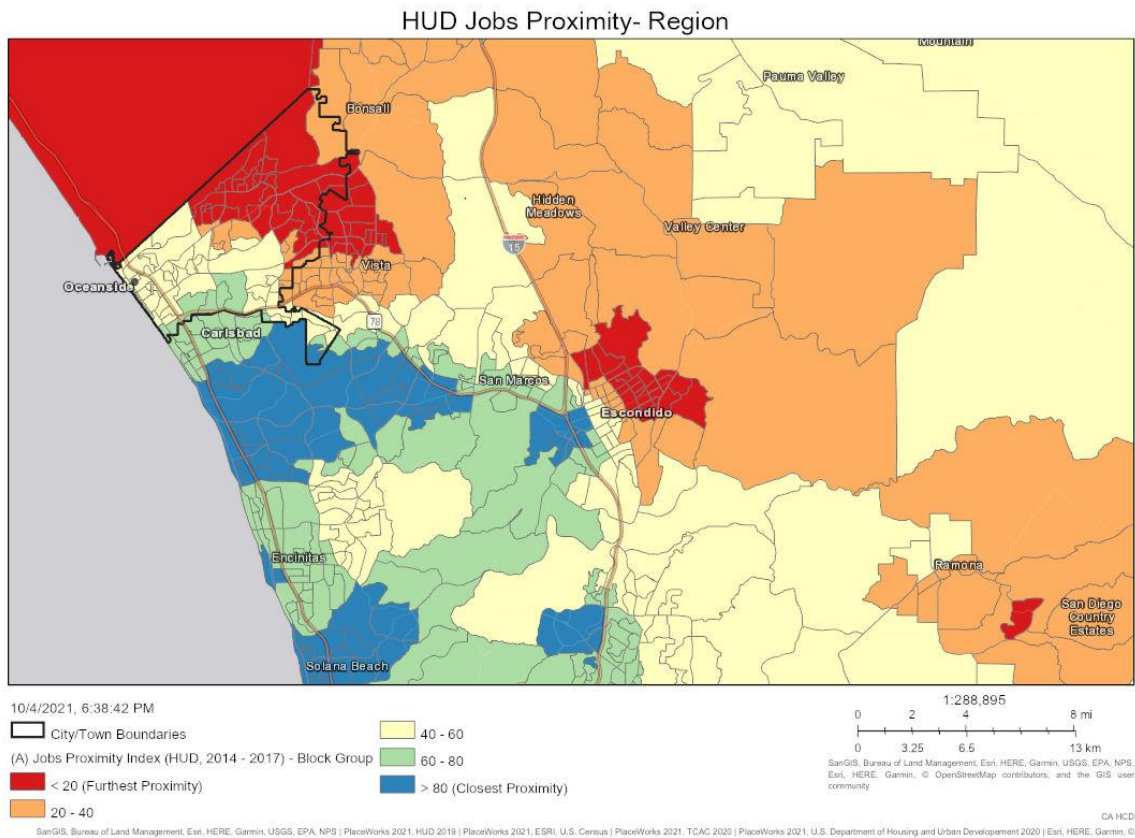 HUD Jobs Proximity- Region
Mountain
Pauma Valley
Bonsall
Hidden
Meadows
Valley Center
15
Vista
Oceanside
78
Carlsbad
San Marcos
Escondido
Encinitas
Ramona
San Diego
Country
Estates
Solana Beach
10/4/2021, 6:38:42 PM
City/Town Boundaries
(A) Jobs Proximity Index (HUD, 2014 - 2017) - Block Group
< 20 (Furthest Proximity)
20 - 40
40 - 60
60 - 80
> 80 (Closest Proximity)
1:288,895
0 2 4 8 mi
0 3.25 6.5 13 km
SanGIS, Bureau of Land Management, Esri, HERE, Garmin, USGS, EPA, NPS,
Esri, HERE, Garmin, © OpenStreetMap contributors, and the GIS user
community
CA HCD
SanGIS, Bureau of Land Management, Esri, HERE, Garmin, USGS, EPA, NPS | PlaceWorks 2021, HUD 2019 | PlaceWorks 2021, ESRI, U.S. Census | PlaceWorks 2021, TCAC 2020 | PlaceWorks 2021, U.S. Department of Housing and Urban Developement 2020 | Esri, HERE, Garmin, ©